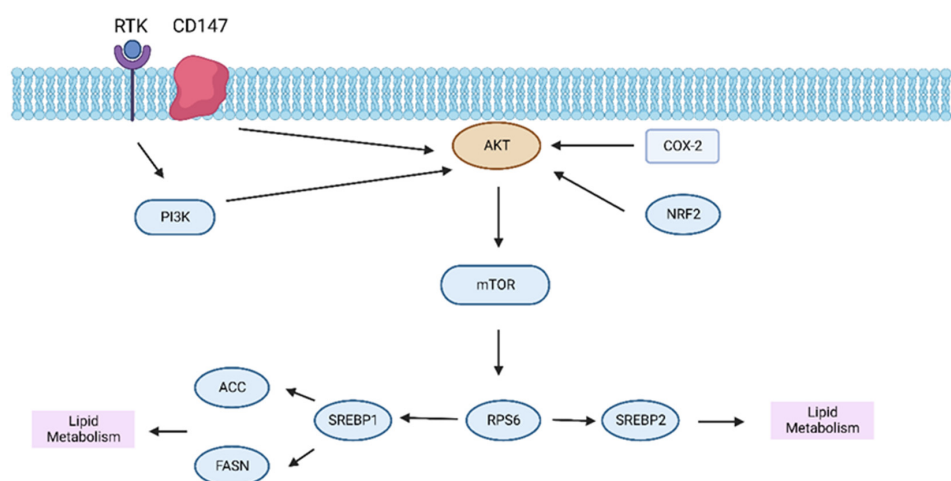 RTK CD147
AKT
COX-2
PI3K
NRF2
mTOR
ACC
Lipid
Metabolism
SREBP1
RPS6
SREBP2
Lipid
Metabolism
FASN